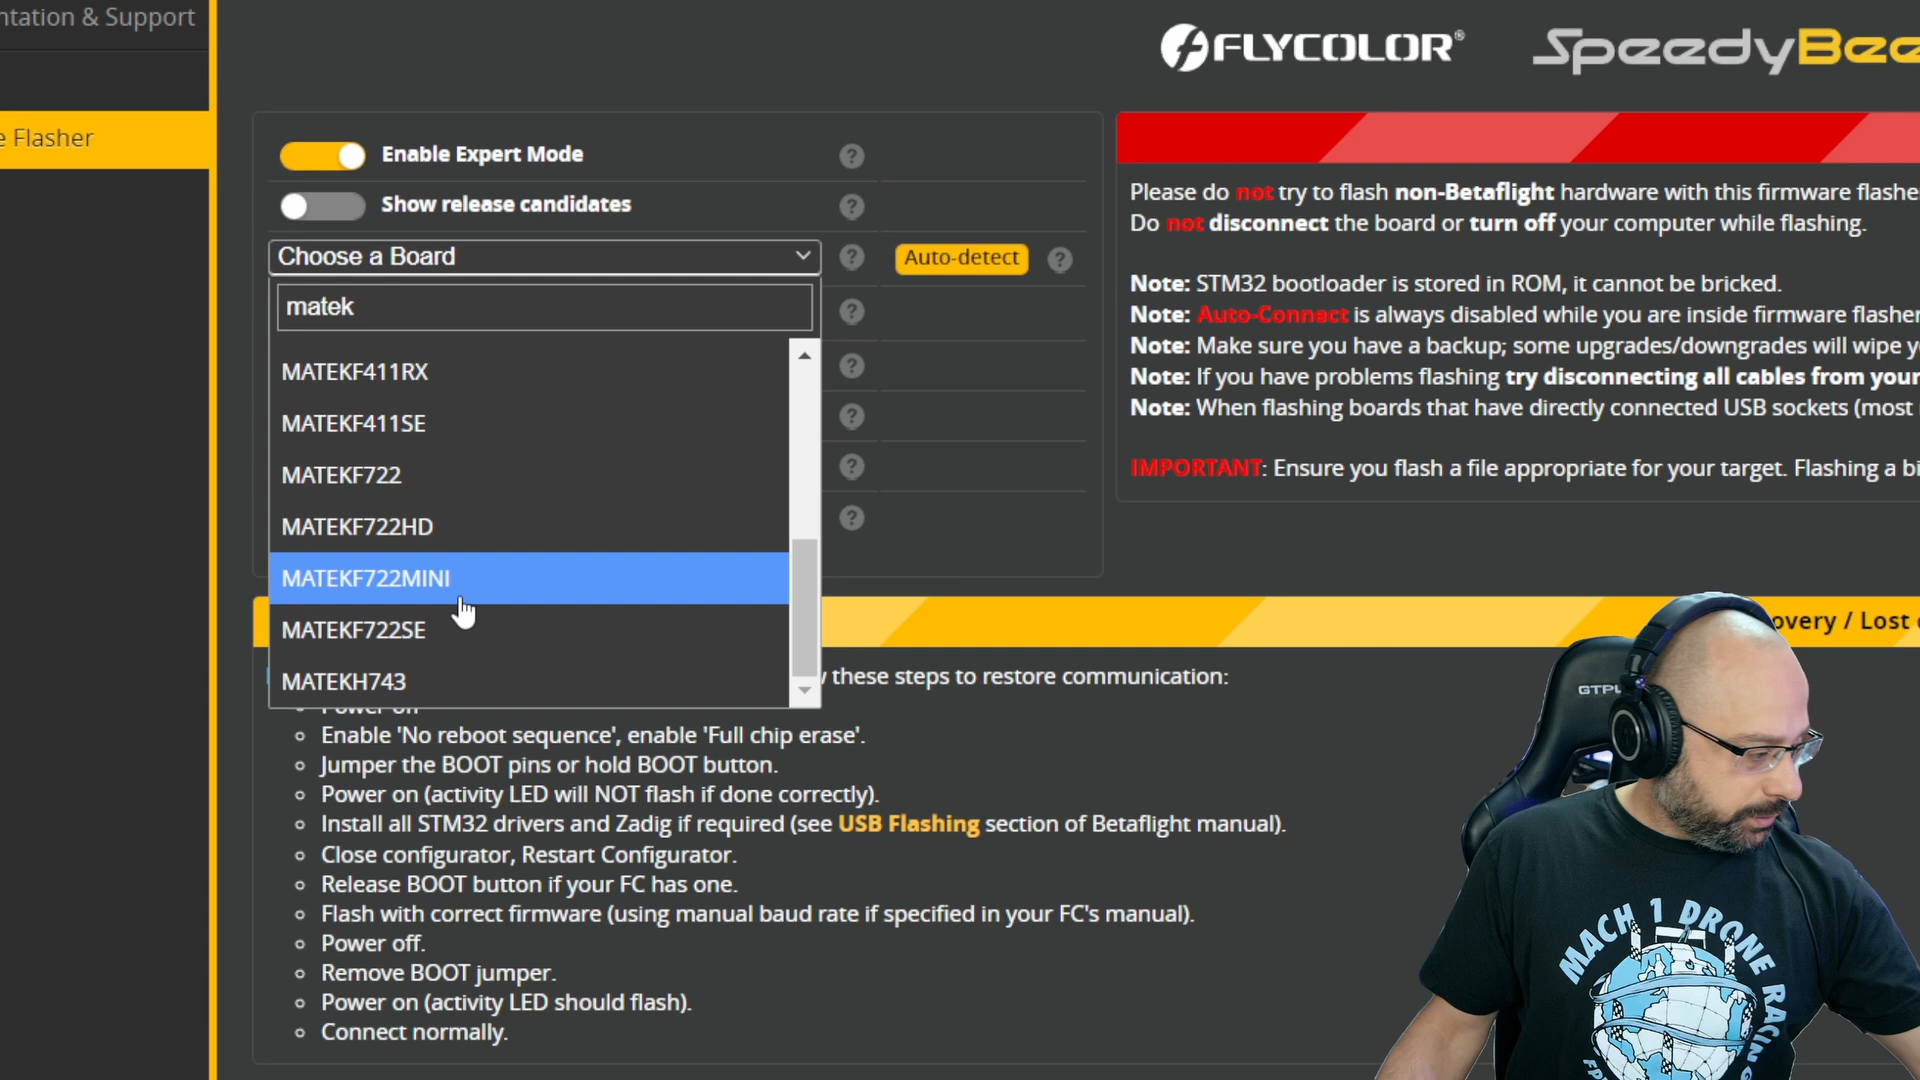 ntation & Support
FLYCOLOR®
SpeedyBee
e Flasher
Enable Expert Mode
Show release candidates
Choose a Board
Auto-detect
matek
MATEKF411RX
MATEKF411SE
MATEKF722
MATEKF722HD
MATEKF722MINI
MATEKF722SE
MATEKH743
Please do not try to flash non-Betaflight hardware with this firmware flasher
Do not disconnect the board or turn off your computer while flashing.
Note: STM32 bootloader is stored in ROM, it cannot be bricked.
Note: Auto-Connect is always disabled while you are inside firmware flasher
Note: Make sure you have a backup; some upgrades/downgrades will wipe y
Note: If you have problems flashing try disconnecting all cables from your
Note: When flashing boards that have directly connected USB sockets (most
IMPORTANT: Ensure you flash a file appropriate for your target. Flashing a bi
overy / Lost
these steps to restore communication:
Power off
Enable 'No reboot sequence', enable 'Full chip erase'.
Jumper the BOOT pins or hold BOOT button.
Power on (activity LED will NOT flash if done correctly).
Install all STM32 drivers and Zadig if required (see USB Flashing section of Betaflight manual).
Close configurator, Restart Configurator.
Release BOOT button if your FC has one.
Flash with correct firmware (using manual baud rate if specified in your FC's manual).
Power off.
Remove BOOT jumper.
Power on (activity LED should flash).
Connect normally.
GTPL
MACH 1 DRONE RACING